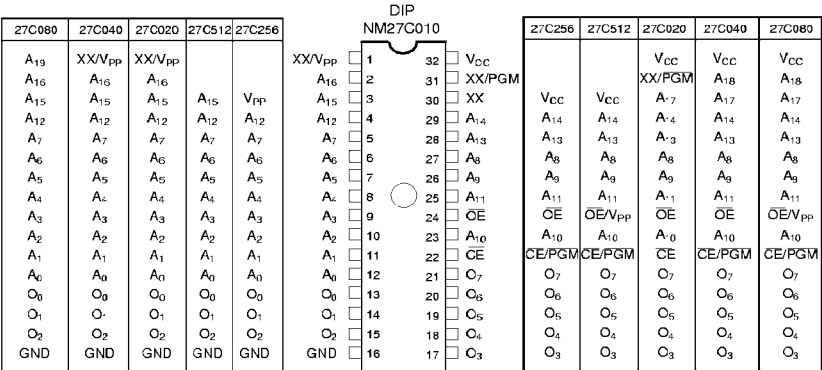 DIP
27C080 27C040 27C020 27C512 27C256 NM27C010 27C256 27C512 27C020 27C040 27C080
A19 XX/VPP XX/VPP XX/VPP 1 32 VCC VCC VCC VCC
A16 A16 A16 A16 2 31 XX/PGM XX/PGM A18 A18
A15 A15 A15 A15 VPP A15 3 30 XX VCC VCC A17 A17 A17
A12 A12 A12 A12 A12 A12 4 29 A14 A14 A14 A14 A14 A14
A7 A7 A7 A7 A7 A7 5 28 A13 A13 A13 A13 A13 A13
A6 A6 A6 A6 A6 A6 6 27 A8 A8 A8 A8 A8 A8
A5 A5 A5 A5 A5 A5 7 26 A9 A9 A9 A9 A9 A9
A4 A4 A4 A4 A4 A4 8 25 A11 A11 A11 A11 A11 A11
A3 A3 A3 A3 A3 A3 9 24 OE OE OE/VPP OE OE OE/VPP
A2 A2 A2 A2 A2 A2 10 23 A10 A10 A10 A10 A10 A10
A1 A1 A1 A1 A1 A1 11 22 CE CE/PGM CE/PGM CE CE/PGM CE/PGM
A0 A0 A0 A0 A0 A0 12 21 O7 O7 O7 O7 O7 O7
O0 O0 O0 O0 O0 O0 13 20 O6 O6 O6 O6 O6 O6
O1 O1 O1 O1 O1 O1 14 19 O5 O5 O5 O5 O5 O5
O2 O2 O2 O2 O2 O2 15 18 O4 O4 O4 O4 O4 O4
GND GND GND GND GND GND 16 17 O3 O3 O3 O3 O3 O3